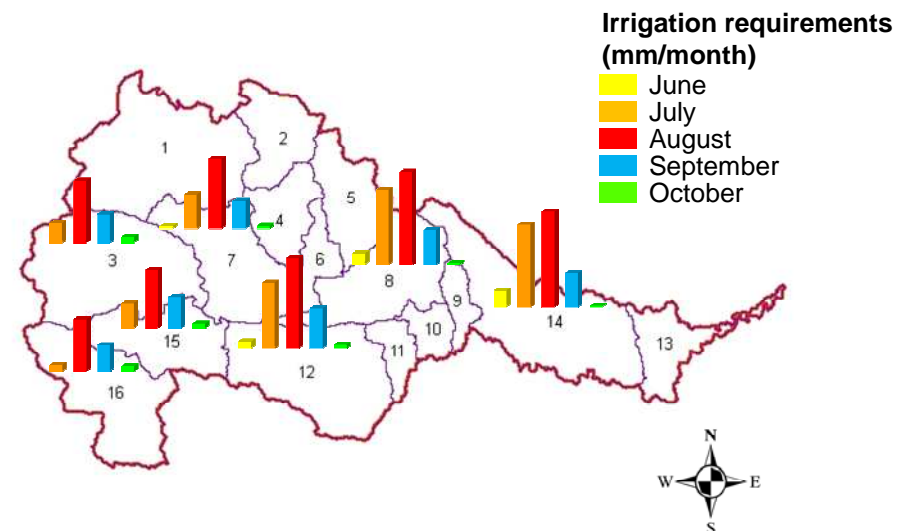 Irrigation requirements
(mm/month)
June
July
August
September
October
1
2
3
4
5
6
7
8
9
10
11
12
13
14
15
16
N
W
E
S